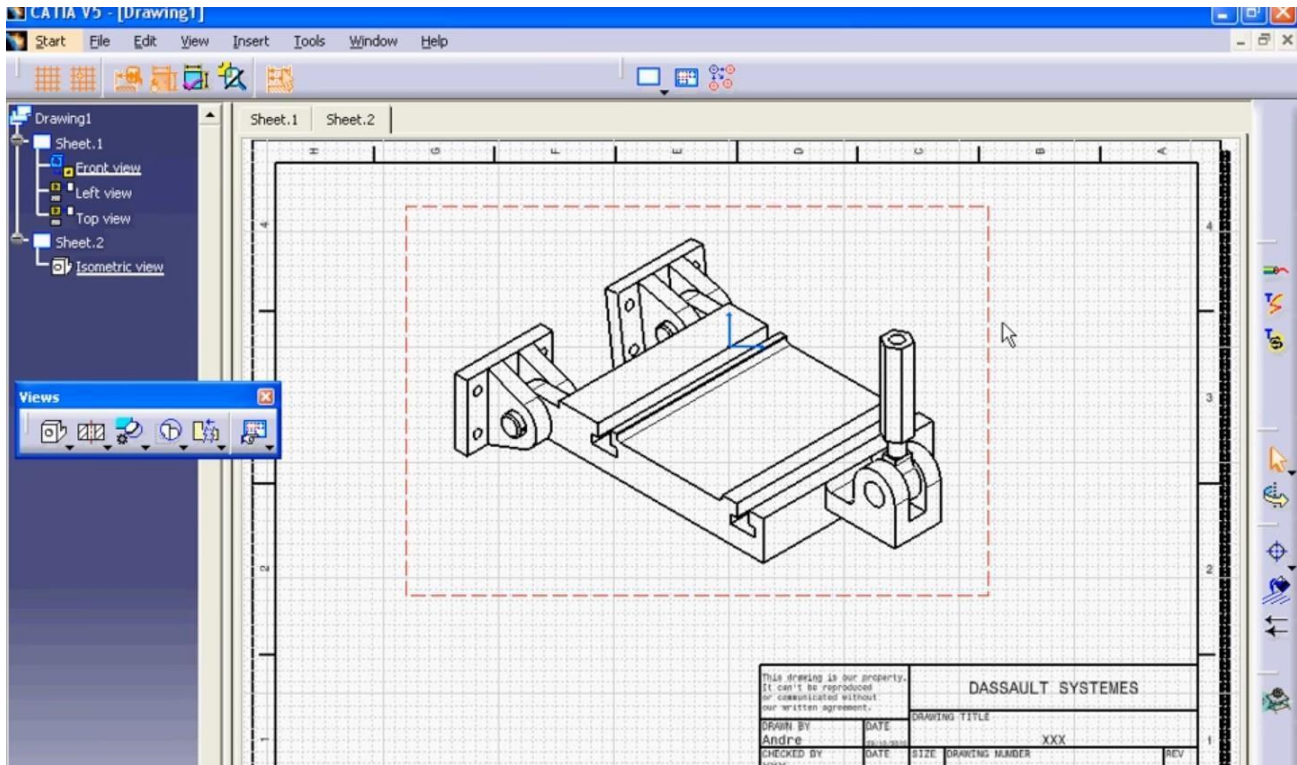 CATIA V5 - [Drawing1]
Start File Edit View Insert Tools Window Help
Drawing1
Sheet.1
Front view
Left view
Top view
Sheet.2
Isometric view
Sheet.1 Sheet.2
H G F E D C B A
4 4
3
2 2
1 1
Views
This drawing is our property.
It can't be reproduced
or communicated without
our written agreement.
DASSAULT SYSTEMES
DRAWING TITLE
XXX
DRAWN BY DATE
Andre
CHECKED BY DATE SIZE DRAWING NUMBER REV